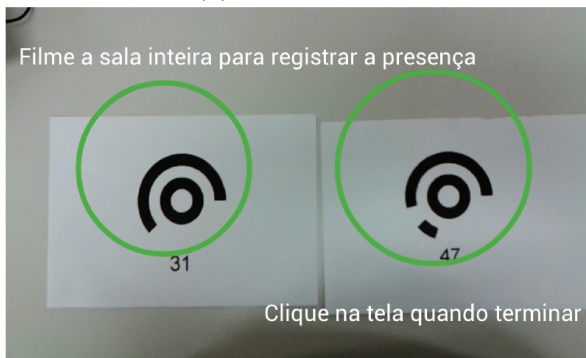 Filme a sala inteira para registrar a presença
31
47
Clique na tela quando terminar